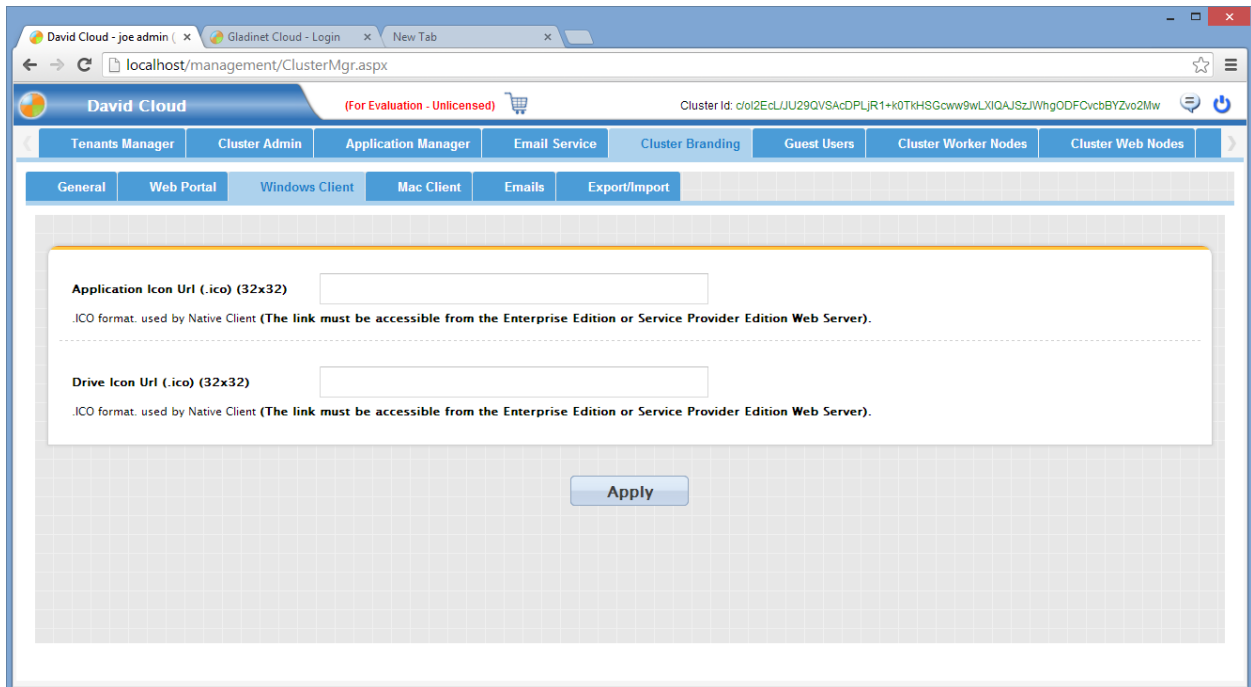 David Cloud - joe admin (
Gladinet Cloud - Login
New Tab
localhost/management/ClusterMgr.aspx
David Cloud
(For Evaluation - Unlicensed)
Cluster Id: c/ol2EcL/JU29QVSAcDPLjR1+k0TkHSGcww9wLXIQAJSzJWhgODFCvcbBYZvo2Mw
Tenants Manager
Cluster Admin
Application Manager
Email Service
Cluster Branding
Guest Users
Cluster Worker Nodes
Cluster Web Nodes
General
Web Portal
Windows Client
Mac Client
Emails
Export/Import
Application Icon Url (.ico) (32x32)
.ICO format. used by Native Client (The link must be accessible from the Enterprise Edition or Service Provider Edition Web Server).
Drive Icon Url (.ico) (32x32)
.ICO format. used by Native Client (The link must be accessible from the Enterprise Edition or Service Provider Edition Web Server).
Apply